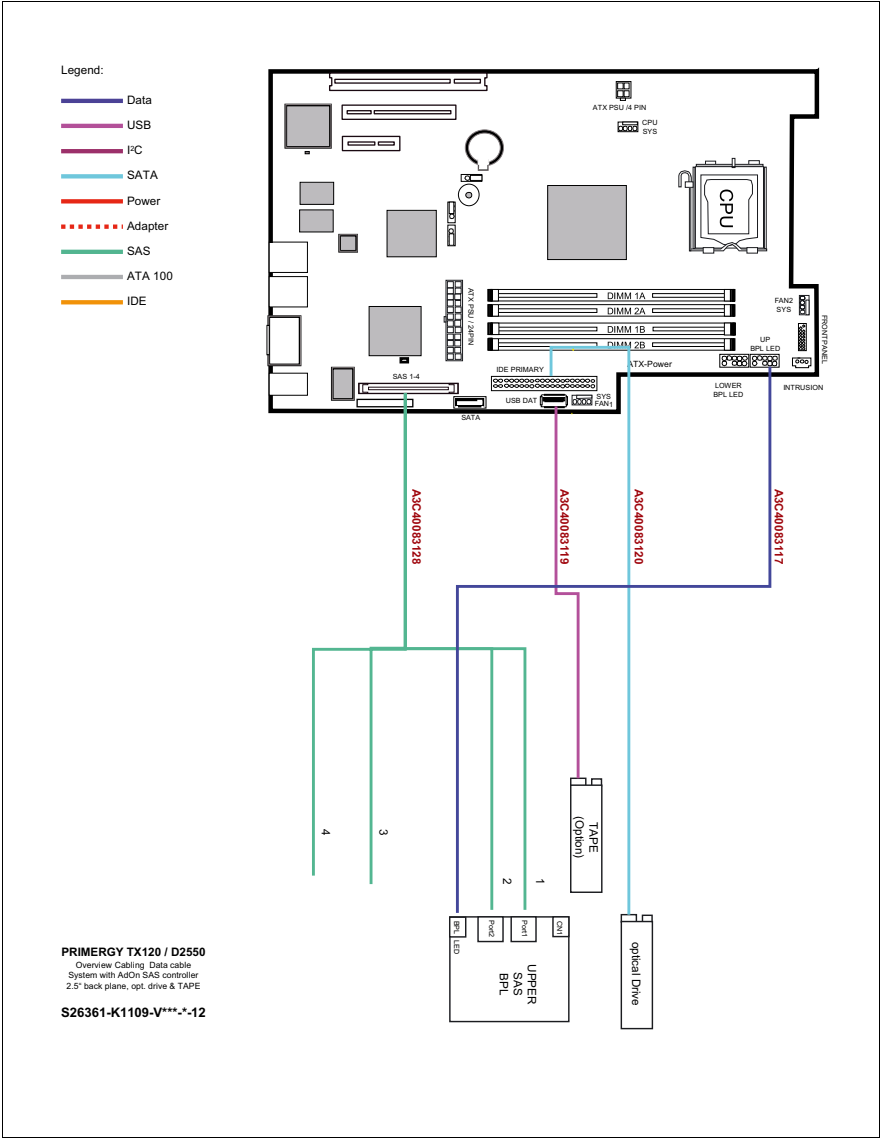 Legend:
Data
USB
I²C
SATA
Power
Adapter
SAS
ATA 100
IDE
ATX PSU /4 PIN
CPU
SYS
CPU
DIMM 1A
DIMM 2A
DIMM 1B
DIMM 2B
ATX PSU / 24PIN
FAN2
SYS
FRONTPANEL
UP
BPL LED
ATX-Power
IDE PRIMARY
SAS 1-4
LOWER
BPL LED
INTRUSION
USB DAT
SYS
FAN1
SATA
A3C40083128
A3C40083119
A3C40083120
A3C40083117
4
3
2
1
TAPE
(Option)
BPL
LED
Port2
Port1
CN1
UPPER
SAS
BPL
optical Drive
PRIMERGY TX120 / D2550
Overview Cabling Data cable
System with AdOn SAS controller
2.5" back plane, opt. drive & TAPE
S26361-K1109-V***-*-12